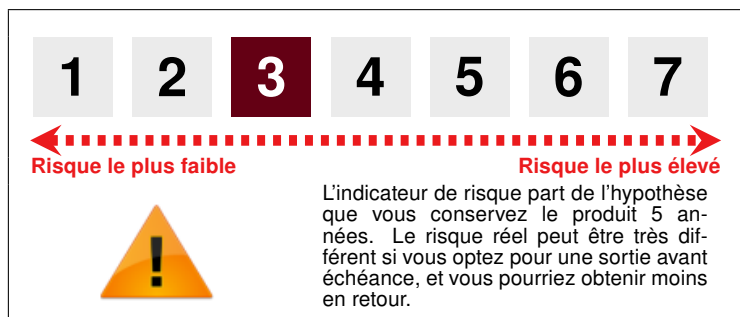 1 2 3 4 5 6 7
Risque le plus faible Risque le plus élevé
L'indicateur de risque part de l'hypothèse
que vous conservez le produit 5 an-
nées. Le risque réel peut être très dif-
férent si vous optez pour une sortie avant
échéance, et vous pourriez obtenir moins
en retour.